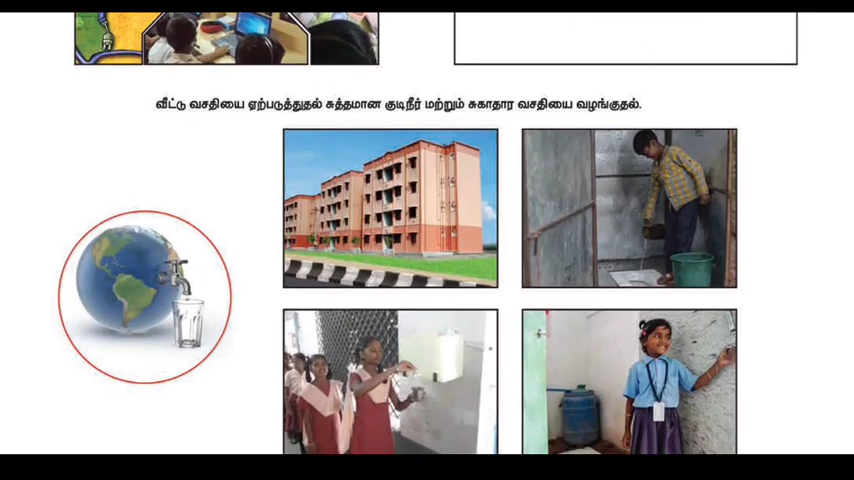 வீட்டு வசதியை ஏற்படுத்துதல் சுத்தமான குடிநீர் மற்றும் சுகாதார வசதியை வழங்குதல்.